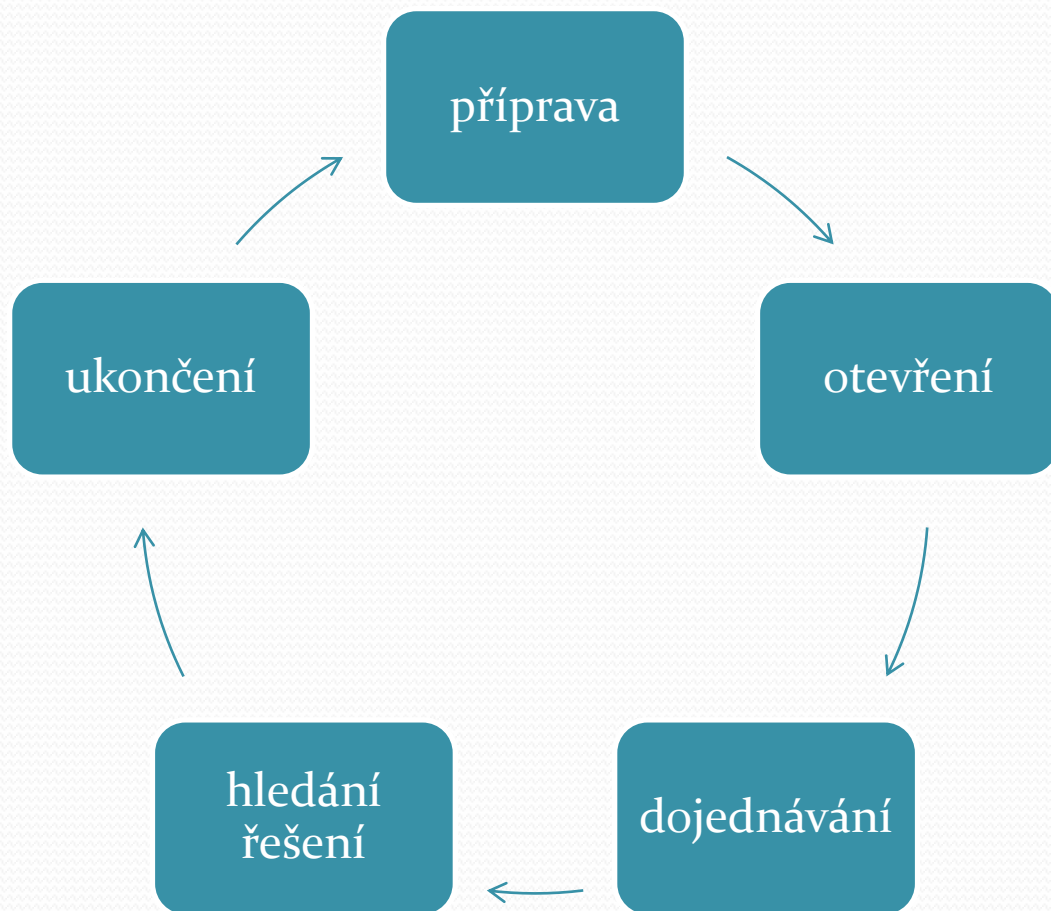 příprava
otevření
dojednávání
hledání
řešení
ukončení